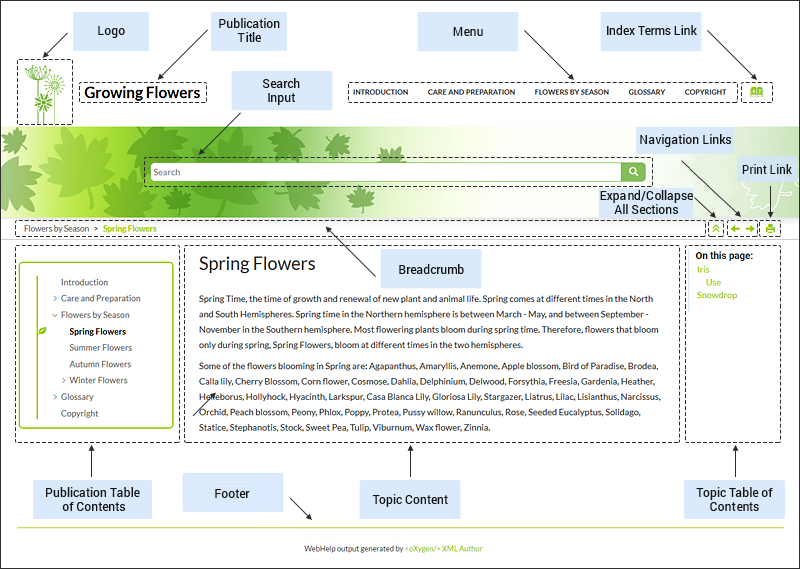 Logo
Publication
Title
Menu
Index Terms Link
Growing Flowers
Search
Input
INTRODUCTION CARE AND PREPARATION FLOWERS BY SEASON GLOSSARY COPYRIGHT
Navigation Links
Search
Print Link
Expand/Collapse
All Sections
Flowers by Season > Spring Flowers
Breadcrumb
Introduction
> Care and Preparation
Flowers by Season
Spring Flowers
Summer Flowers
Autumn Flowers
> Winter Flowers
> Glossary
Copyright
Spring Flowers
Spring Time, the time of growth and renewal of new plant and animal life. Spring comes at different times in the North
and South Hemispheres. Spring time in the Northern hemisphere is between March - May, and between September -
November in the Southern hemisphere. Most flowering plants bloom during spring time. Therefore, flowers that bloom
only during spring, Spring Flowers, bloom at different times in the two hemispheres.
Some of the flowers blooming in Spring are: Agapanthus, Amaryllis, Anemone, Apple blossom, Bird of Paradise, Brodea,
Calla lily, Cherry Blossom, Corn flower, Cosmose, Dahlia, Delphinium, Delwood, Forsythia, Freesia, Gardenia, Heather,
Helleborus, Hollyhock, Hyacinth, Larkspur, Casa Blanca Lily, Gloriosa Lily, Stargazer, Liatrus, Lilac, Lisianthus, Narcissus,
Orchid, Peach blossom, Peony, Phlox, Poppy, Protea, Pussy willow, Ranunculus, Rose, Seeded Eucalyptus, Solidago,
Statice, Stephanotis, Stock, Sweet Pea, Tulip, Viburnum, Wax flower, Zinnia.
On this page:
Iris
Use
Snowdrop
Publication Table
of Contents
Footer
Topic Content
Topic Table of
Contents
WebHelp output generated by <oXygen/> XML Author